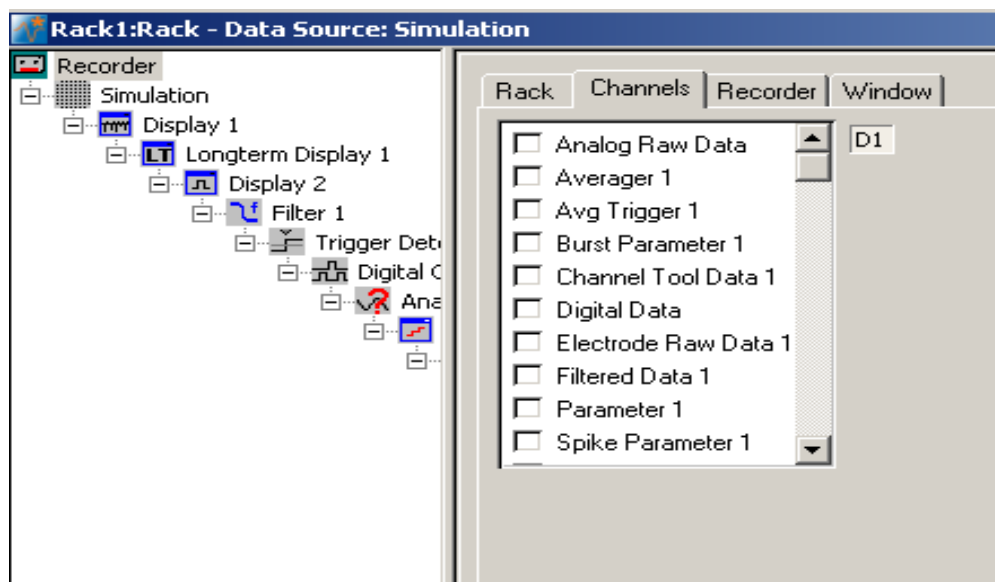 Rack1:Rack - Data Source: Simulation
Recorder
Simulation
Display 1
LT Longterm Display 1
Display 2
Filter 1
Trigger Dete
Digital
Ana
Rack Channels Recorder Window
Analog Raw Data
Averager 1
Avg Trigger 1
Burst Parameter 1
Channel Tool Data 1
Digital Data
Electrode Raw Data 1
Filtered Data 1
Parameter 1
Spike Parameter 1
D1